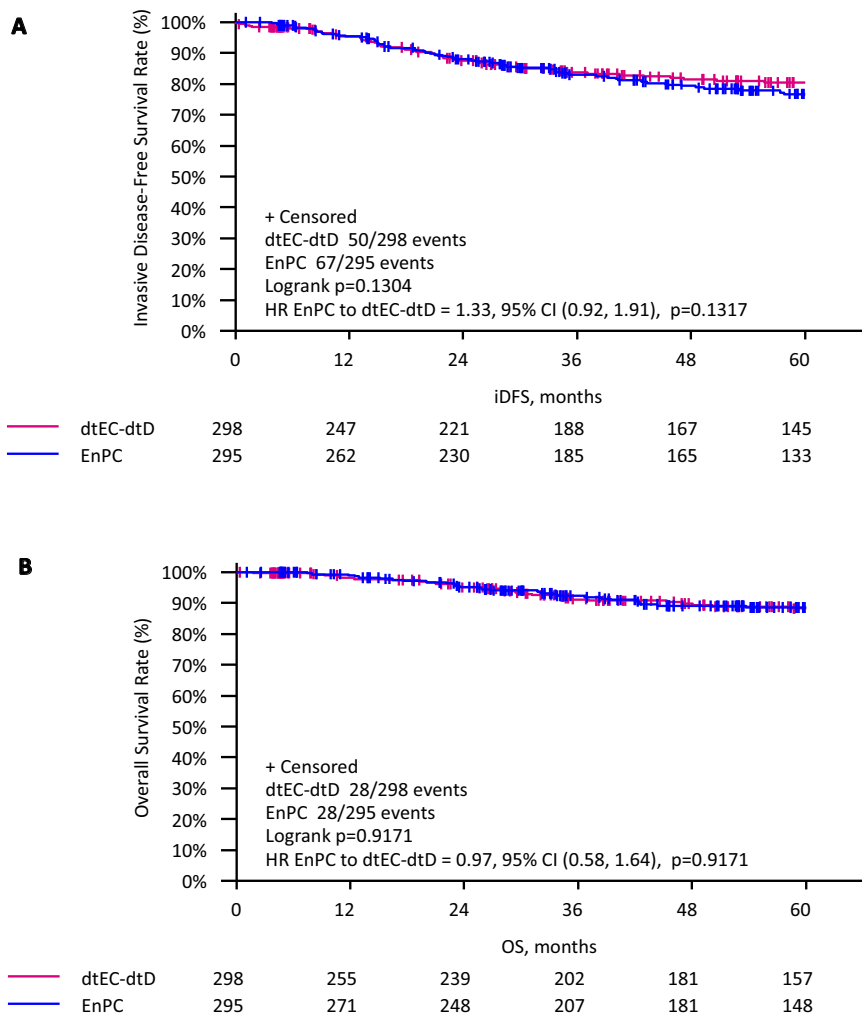 A
Invasive Disease-Free Survival Rate (%)
100%
90%
80%
70%
60%
50%
40%
30%
20%
10%
0%
+ Censored
dtEC-dtD 50/298 events
EnPC 67/295 events
Logrank p=0.1304
HR EnPC to dtEC-dtD = 1.33, 95% CI (0.92, 1.91), p=0.1317
0 12 24 36 48 60
iDFS, months
dtEC-dtD 298 247 221 188 167 145
EnPC 295 262 230 185 165 133
B
Overall Survival Rate (%)
100%
90%
80%
70%
60%
50%
40%
30%
20%
10%
0%
+ Censored
dtEC-dtD 28/298 events
EnPC 28/295 events
Logrank p=0.9171
HR EnPC to dtEC-dtD = 0.97, 95% CI (0.58, 1.64), p=0.9171
0 12 24 36 48 60
OS, months
dtEC-dtD 298 255 239 202 181 157
EnPC 295 271 248 207 181 148